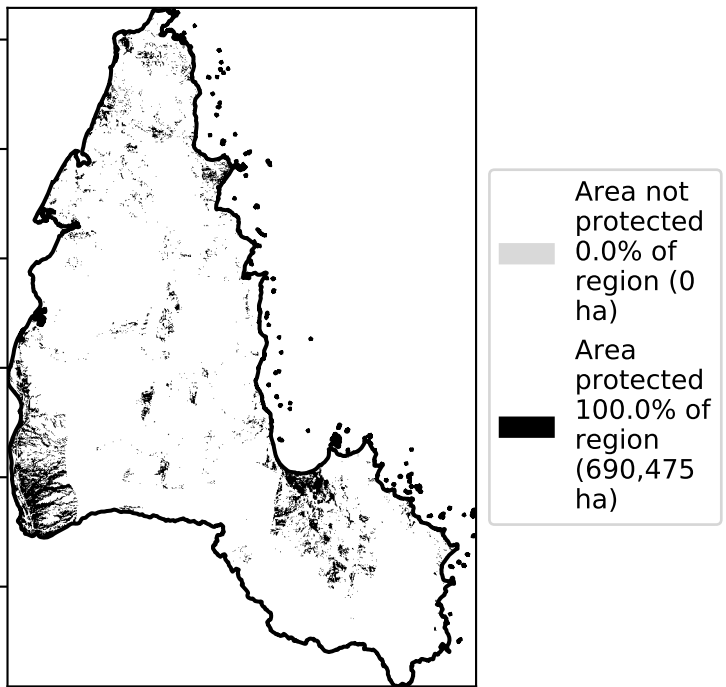 Area not
protected
0.0% of
region (0
ha)
Area
protected
100.0% of
region
(690,475
ha)